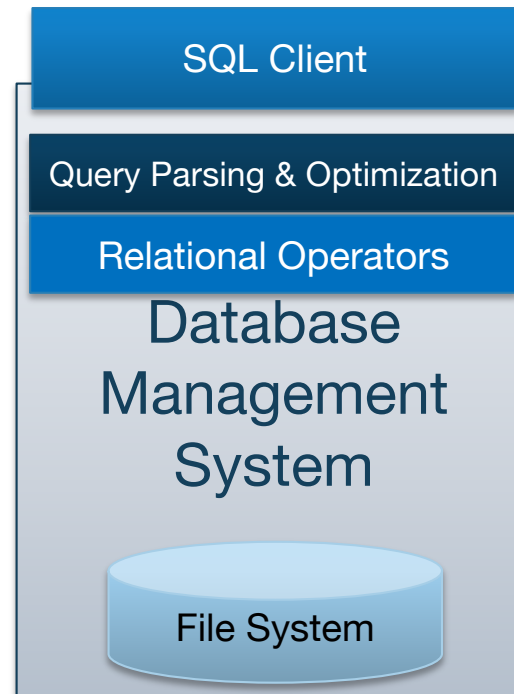 SQL Client
Query Parsing & Optimization
Relational Operators
Database
Management
System
File System